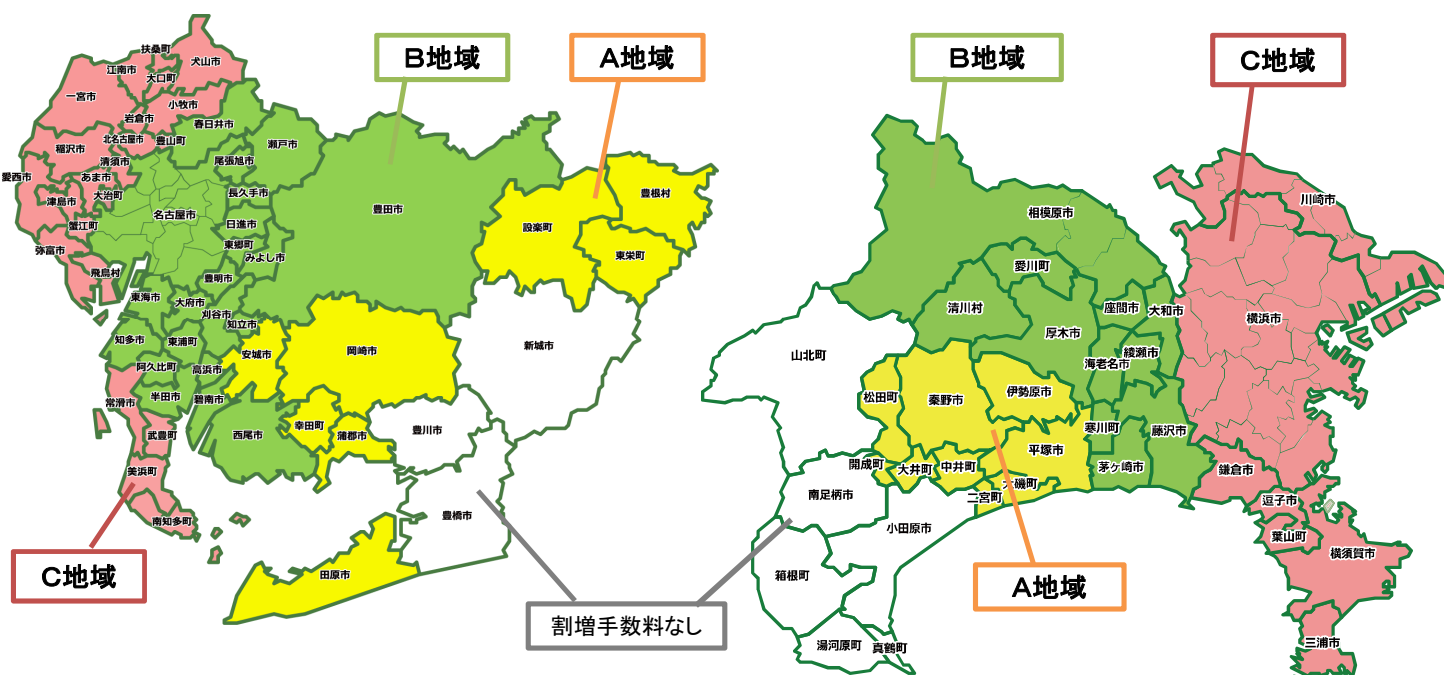 B地域
A地域
扶桑町
犬山市
江南市
大口町
一宮市
小牧市
岩倉市
春日井市
北名古屋市
豊山町
瀬戸市
稲沢市
清須市
尾張旭市
愛西市
あま市
長久手市
津島市
大治町
名古屋市
豊田市
日進市
蟹江町
東郷町
弥富市
みよし市
飛島村
豊明市
東海市
大府市
刈谷市
知立市
知多市
東浦町
安城市
岡崎市
阿久比町
高浜市
半田市
碧南市
常滑市
武豊町
西尾市
幸田町
蒲郡市
美浜町
南知多町
設楽町
豊根村
東栄町
新城市
豊川市
豊橋市
田原市
C地域
割増手数料なし
B地域
C地域
川崎市
相模原市
愛川町
清川村
座間市
大和市
厚木市
横浜市
綾瀬市
海老名市
山北町
松田町
秦野市
伊勢原市
寒川町
藤沢市
平塚市
茅ヶ崎市
開成町
大井町
中井町
鎌倉市
大磯町
二宮町
南足柄市
小田原市
逗子市
葉山町
横須賀市
箱根町
A地域
湯河原町
真鶴町
三浦市